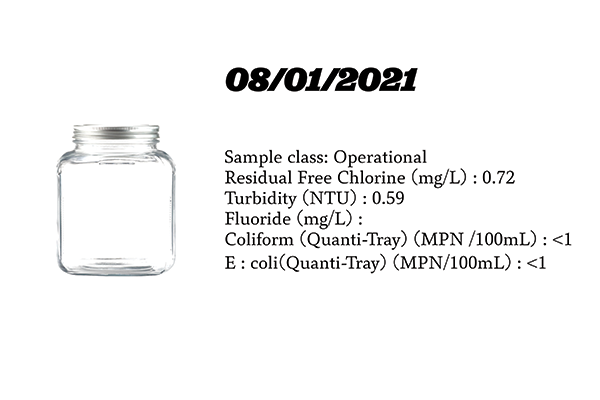 08/01/2021
Sample class: Operational
Residual Free Chlorine (mg/L) : 0.72
Turbidity (NTU) : 0.59
Fluoride (mg/L) :
Coliform (Quanti-Tray) (MPN /100mL) : <1
E : coli(Quanti-Tray) (MPN/100mL) : <1